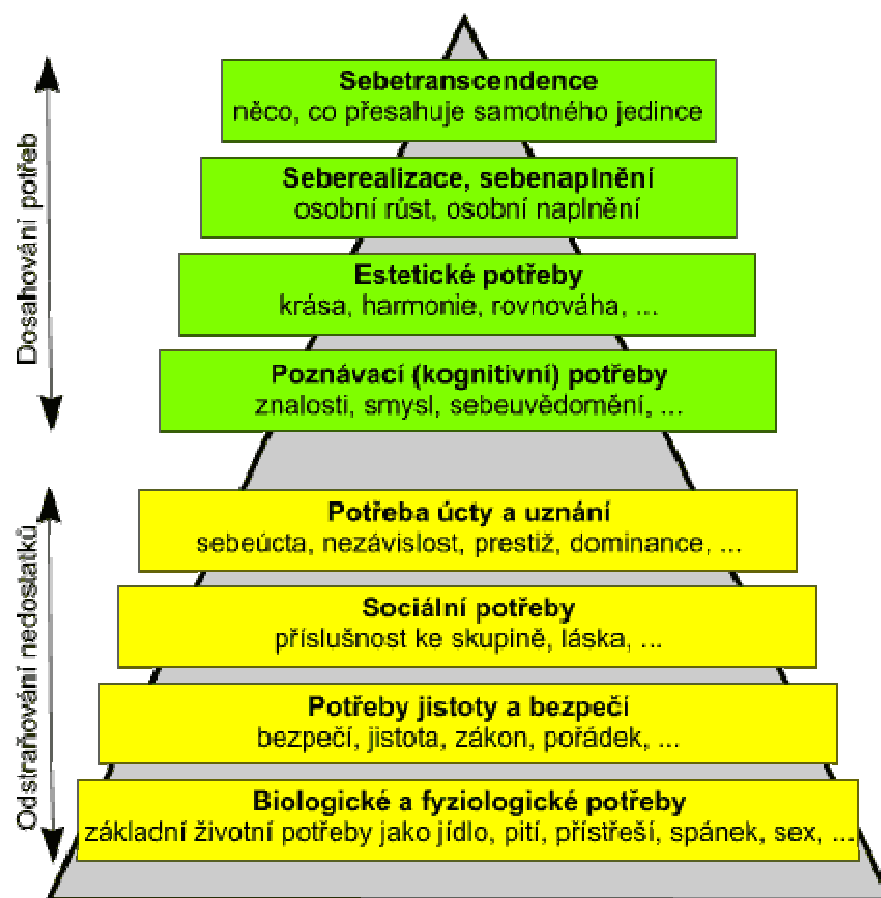 Sebetranscendence
něco, co přesahuje samotného jedince
Seberealizace, sebenaplnění
osobní růst, osobní naplnění
Estetické potřeby
krása, harmonie, rovnováha, ...
Poznávací (kognitivní) potřeby
znalosti, smysl, sebeuvědomění, ...
Dosahování potřeb
Potřeba úcty a uznání
sebeúcta, nezávislost, prestiž, dominance, ...
Sociální potřeby
příslušnost ke skupině, láska, ...
Potřeby jistoty a bezpečí
bezpečí, jistota, zákon, pořádek, ...
Biologické a fyziologické potřeby
základní životní potřeby jako jídlo, pití, přístřeší, spánek, sex, ...
Odstraňování nedostatků